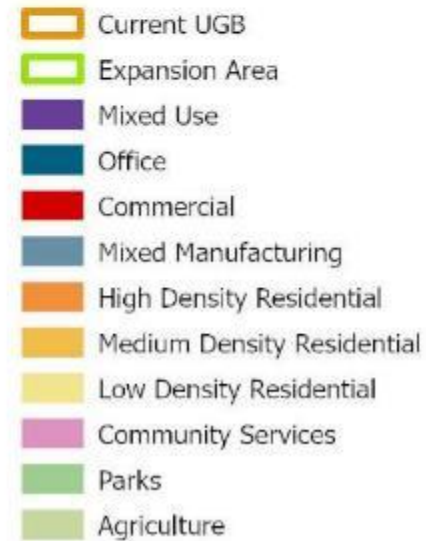 Current UGB
Expansion Area
Mixed Use
Office
Commercial
Mixed Manufacturing
High Density Residential
Medium Density Residential
Low Density Residential
Community Services
Parks
Agriculture